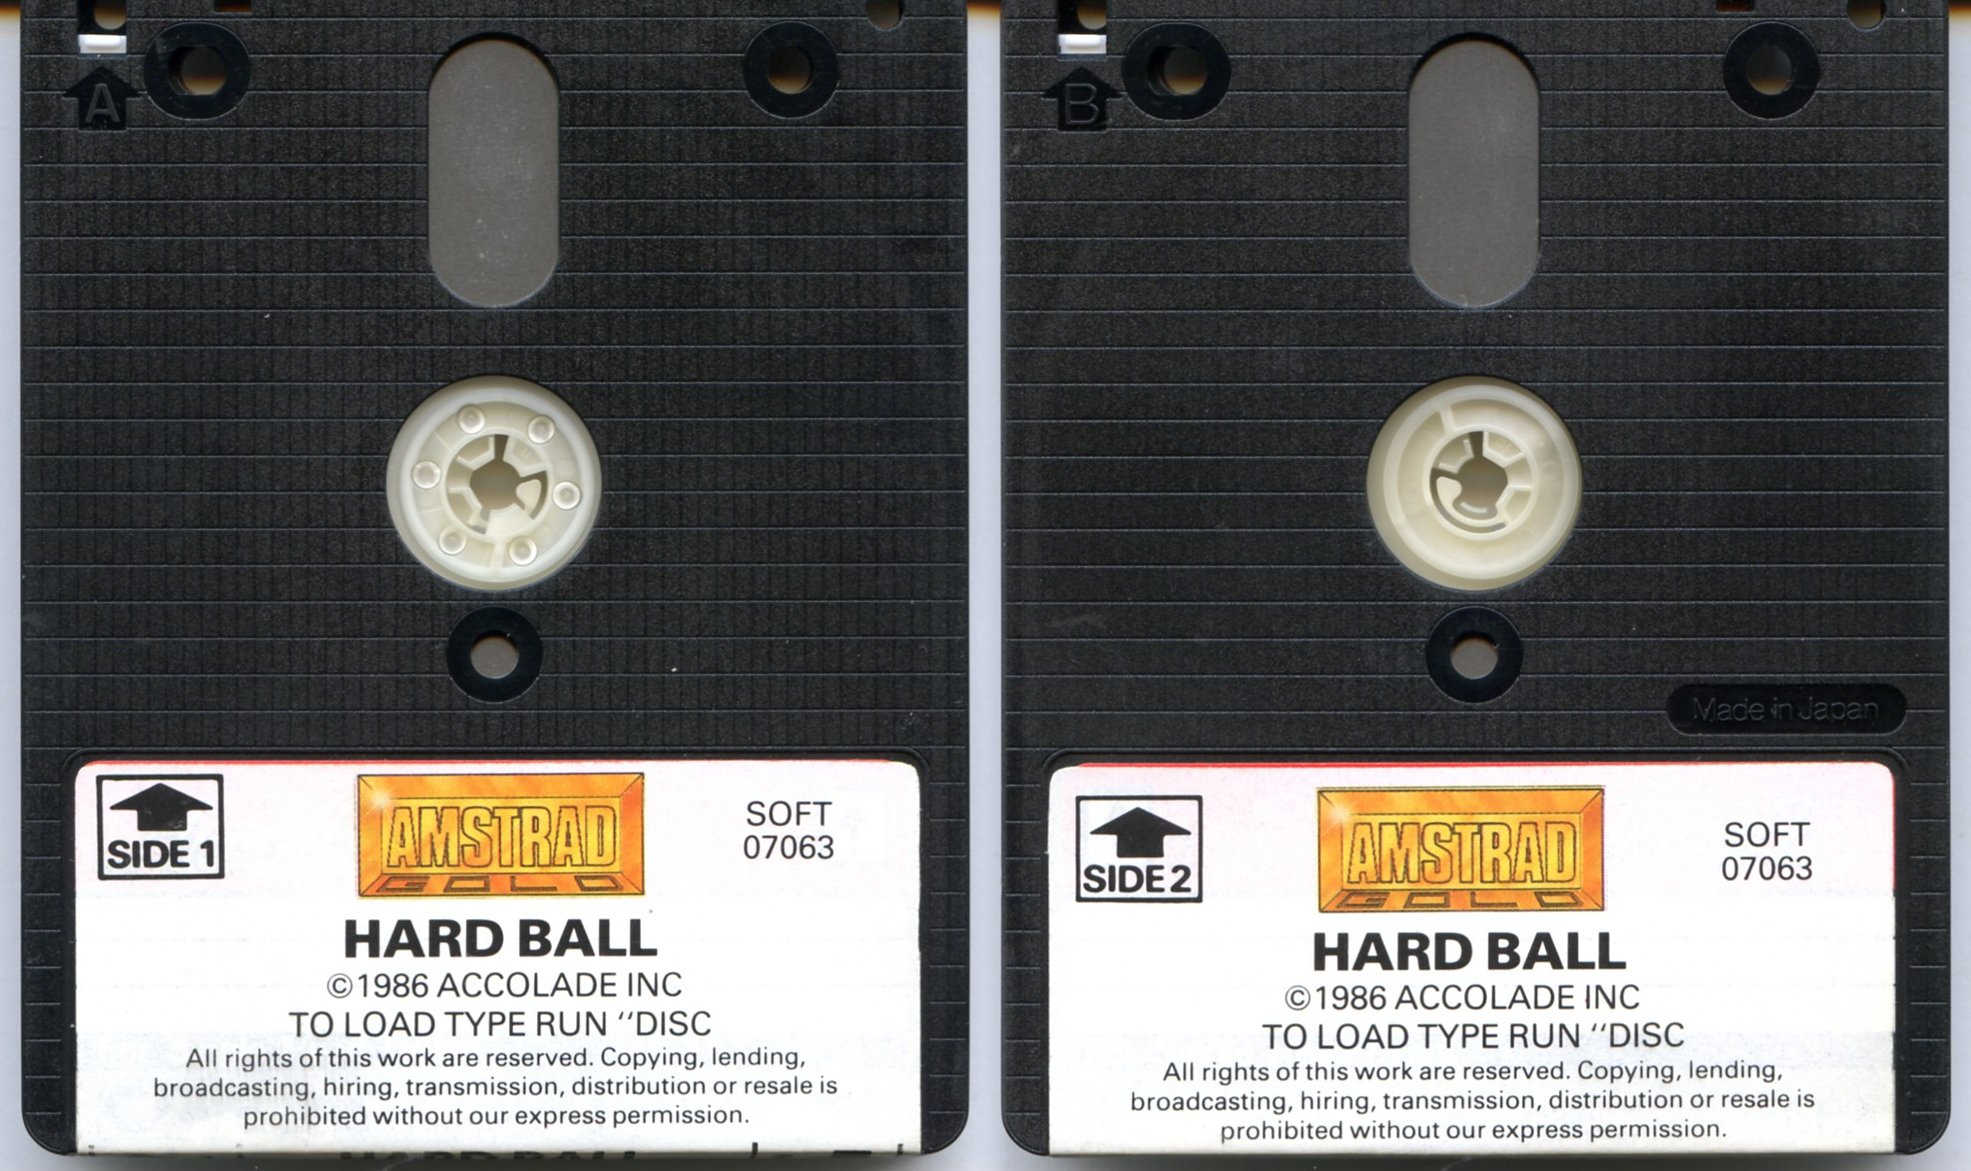 A
SIDE 1
AMSTRAD
GOLD
SOFT
07063
HARD BALL
©1986 ACCOLADE INC
TO LOAD TYPE RUN "DISC
All rights of this work are reserved. Copying, lending,
broadcasting, hiring, transmission, distribution or resale is
prohibited without our express permission.
HARD BALL
B
Made in Japan
SIDE 2
AMSTRAD
GOLD
SOFT
07063
HARD BALL
©1986 ACCOLADE INC
TO LOAD TYPE RUN "DISC
All rights of this work are reserved. Copying, lending,
broadcasting, hiring, transmission, distribution or resale is
prohibited without our express permission.